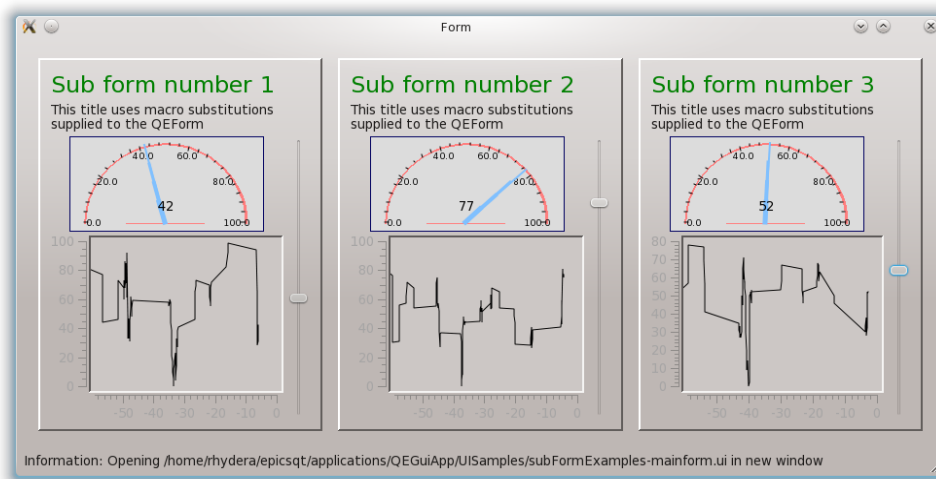 Form
Sub form number 1
This title uses macro substitutions
supplied to the QEForm
40.0 60.0
20.0 80.0
42
0.0 100.0
100
80
60
40
20
0
-50 -40 -30 -20 -10 0
Sub form number 2
This title uses macro substitutions
supplied to the QEForm
40.0 60.0
20.0 80.0
77
0.0 100.0
100
80
60
40
20
0
-50 -40 -30 -20 -10 0
Sub form number 3
This title uses macro substitutions
supplied to the QEForm
40.0 60.0
20.0 80.0
52
0.0 100.0
80
70
60
50
40
30
20
10
0
-50 -40 -30 -20 -10 0
Information: Opening /home/rhydera/epicsqt/applications/QEGuiApp/UISamples/subFormExamples-mainform.ui in new window